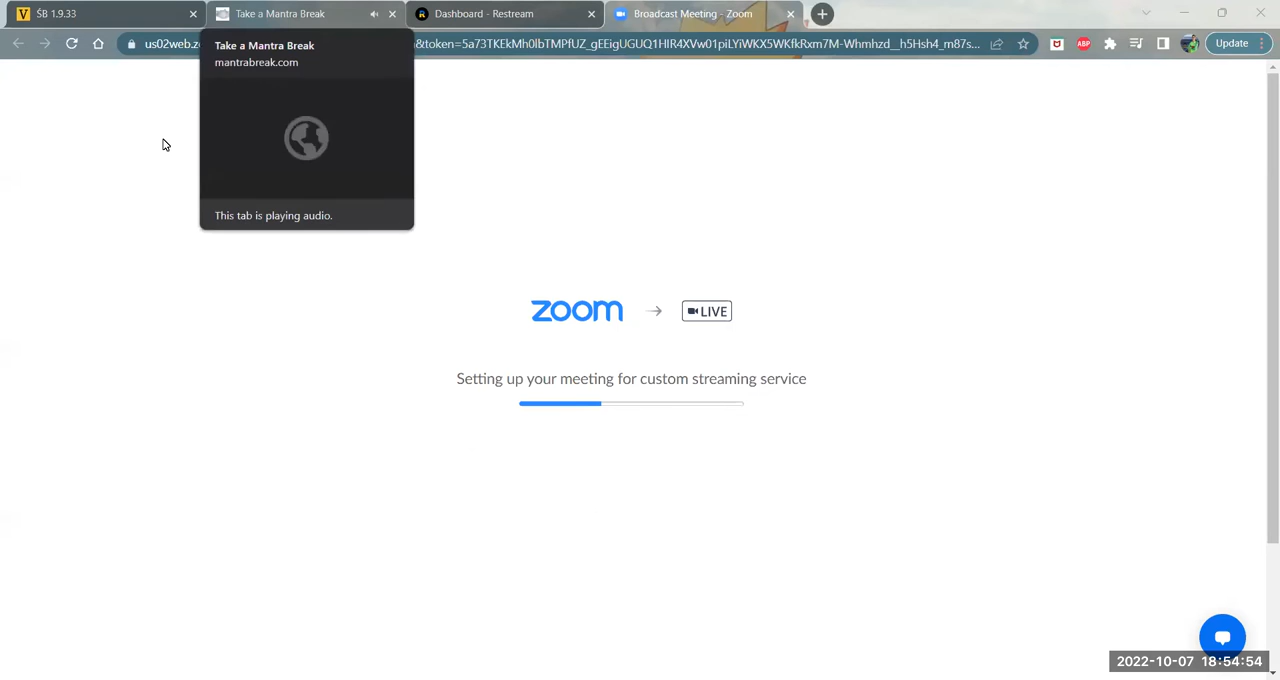 ŚB 1.9.33
Take a Mantra Break
Dashboard - Restream
Broadcast Meeting - Zoom
Update
Take a Mantra Break
mantrabreak.com
This tab is playing audio.
zoom → LIVE
Setting up your meeting for custom streaming service
2022-10-07 18:54:54